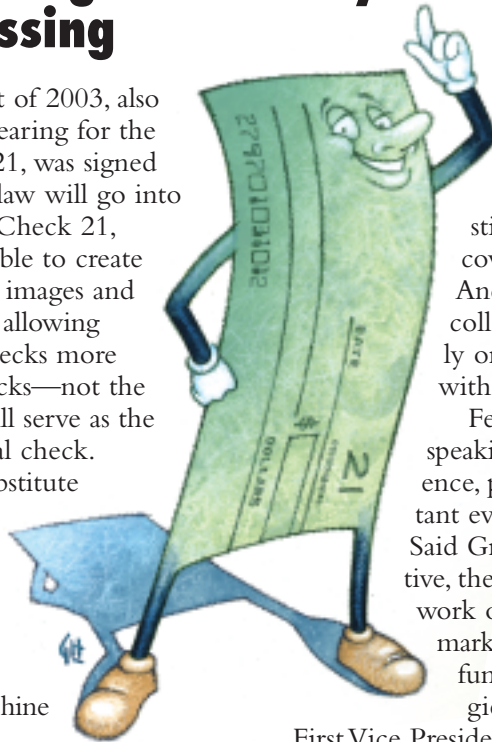 ssing
t of 2003, also
earing for the
21, was signed
law will go into
Check 21,
ble to create
images and
allowing
ecks more
cks—not the
ll serve as the
al check.
ostitute
hine
27970103012
DATE
$
DOLLARS
21
sti
cov
An
coll
ly or
with
Fe
speaki
ence, p
tant ev
Said Gr
tive, the
work o
mark
fun
gi
First Vice Preside